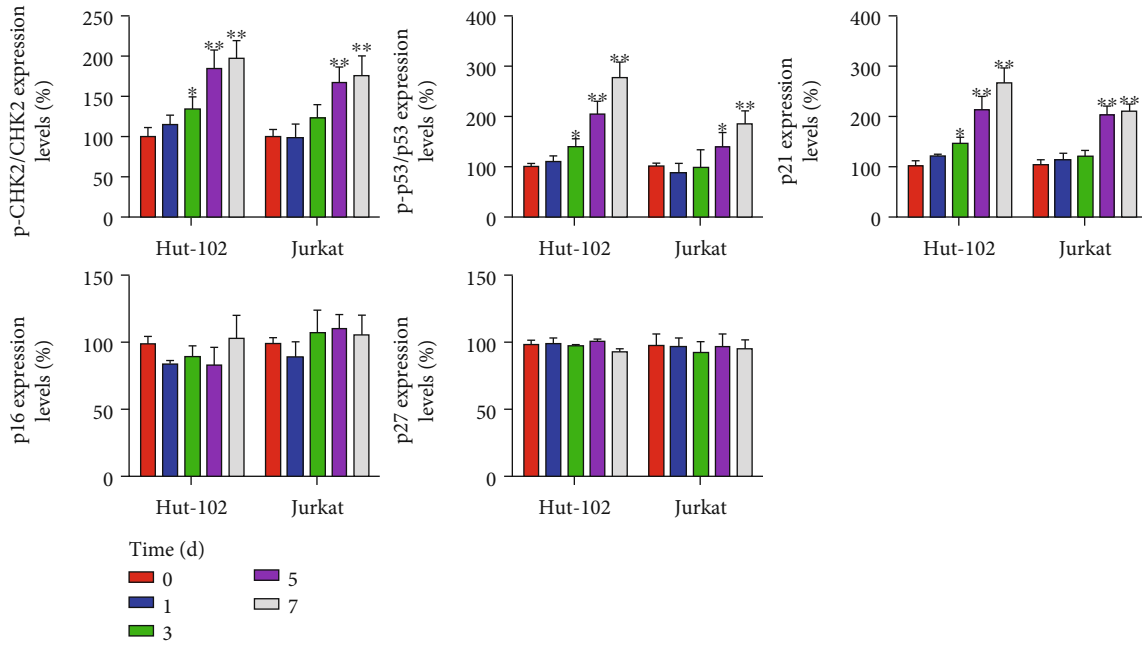 p-CHK2/CHK2 expression
levels (%)
250
200
150
100
50
0
*
**
**
**
**
Hut-102
Jurkat
p-p53/p53 expression
levels (%)
400
300
200
100
0
*
**
**
*
**
Hut-102
Jurkat
p21 expression
levels (%)
400
300
200
100
0
*
**
**
**
**
Hut-102
Jurkat
p16 expression
levels (%)
150
100
50
0
Hut-102
Jurkat
p27 expression
levels (%)
150
100
50
0
Hut-102
Jurkat
Time (d)
0
1
3
5
7